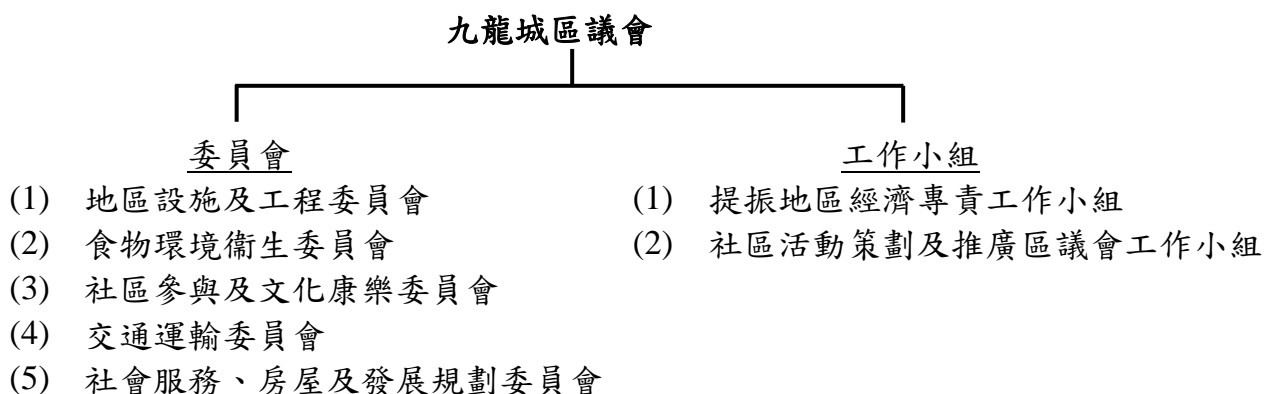 九龍城區議會
委員會
(1) 地區設施及工程委員會
(2) 食物環境衞生委員會
(3) 社區參與及文化康樂委員會
(4) 交通運輸委員會
(5) 社會服務、房屋及發展規劃委員會
工作小組
(1) 提振地區經濟專責工作小組
(2) 社區活動策劃及推廣區議會工作小組